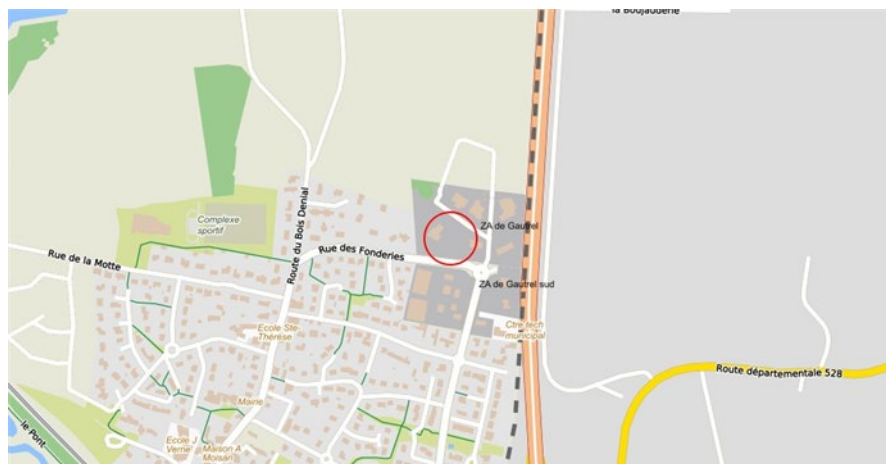 la Boujauderie
Complexe
sportif
ZA de Gautrel
Route du Bois Denial
Rue des Fonderies
Rue de la Motte
ZA de Gautrel sud
Ecole Ste-
Thérèse
Ctre tech
municipal
Route départementale 528
Mairie
le Pont
Ecole J
Verne
Maison A
Moisan